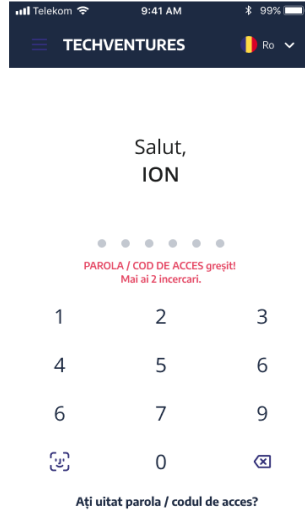 Telekom 9:41 AM 99%
TECHVENTURES Ro
Salut,
ION
PAROLA / COD DE ACCES greșit!
Mai ai 2 incercari.
1 2 3
4 5 6
6 7 9
0
Ați uitat parola / codul de acces?